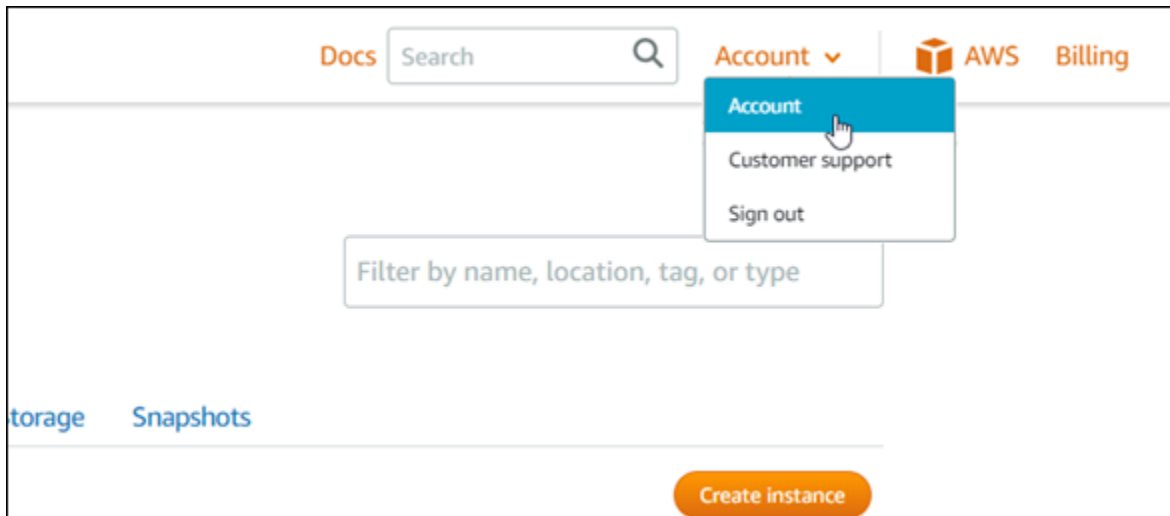 Docs Search Account AWS Billing
Account
Customer support
Sign out
Filter by name, location, tag, or type
torage Snapshots
Create instance